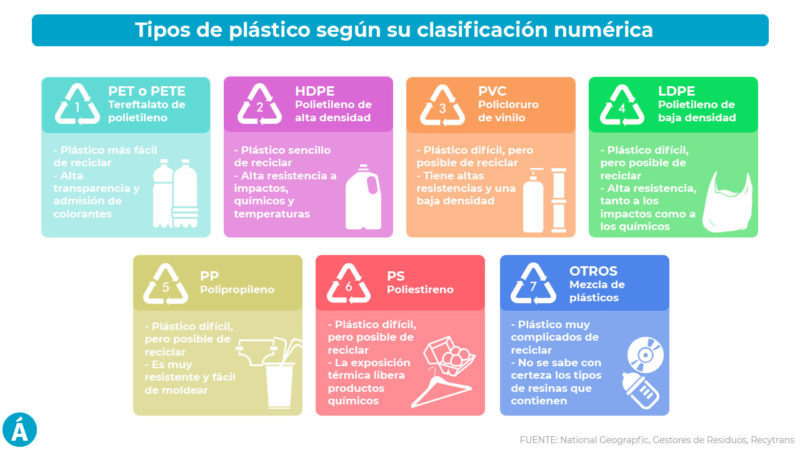 Tipos de plástico según su clasificación numérica
1
PET o PETE
Tereftalato de
polietileno
- Plástico más fácil
de reciclar
- Alta
transparencia y
admisión de
colorantes
2
HDPE
Polietileno de
alta densidad
- Plástico sencillo
de reciclar
- Alta resistencia a
impactos,
químicos y
temperaturas
3
PVC
Policloruro
de vinilo
- Plástico difícil, pero
posible de reciclar
- Tiene altas
resistencias y una
baja densidad
4
LDPE
Polietileno de
baja densidad
- Plástico difícil,
pero posible de
reciclar
- Alta resistencia,
tanto a los
impactos como a
los químicos
5
PP
Polipropileno
- Plástico difícil,
pero posible de
reciclar
- Es muy
resistente y fácil
de moldear
6
PS
Poliestireno
- Plástico difícil,
pero posible de
reciclar
- La exposición
térmica libera
productos
químicos
7
OTROS
Mezcla de
plásticos
- Plástico muy
complicados de
reciclar
- No se sabe con
certeza los tipos
de resinas que
contienen
Á
FUENTE: National Geograpfic, Gestores de Residuos, Recytrans